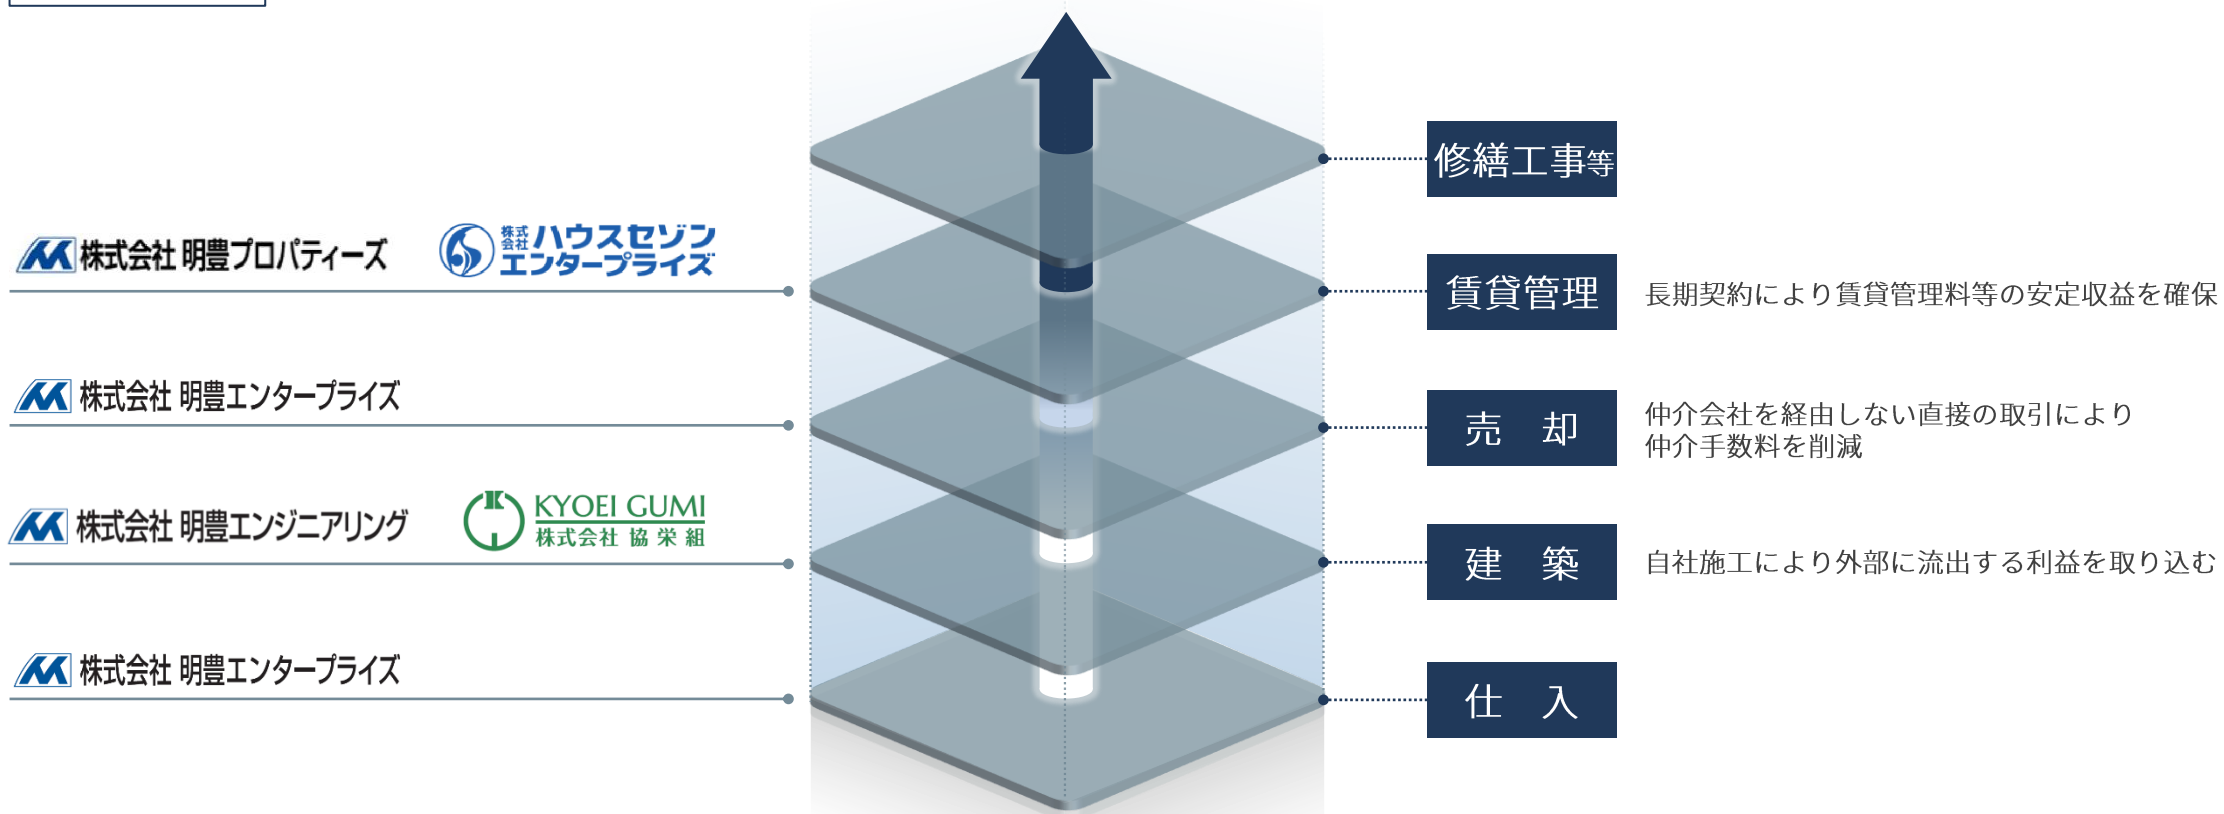 修繕工事等
株式会社 明豊プロパティーズ
株式会社 ハウスセゾン
エンタープライズ
賃貸管理
長期契約により賃貸管理料等の安定収益を確保
株式会社 明豊エンタープライズ
売 却
仲介会社を経由しない直接の取引により
仲介手数料を削減
株式会社 明豊エンジニアリング
KYOEI GUMI
株式会社 協栄組
建 築
自社施工により外部に流出する利益を取り込む
株式会社 明豊エンタープライズ
仕 入